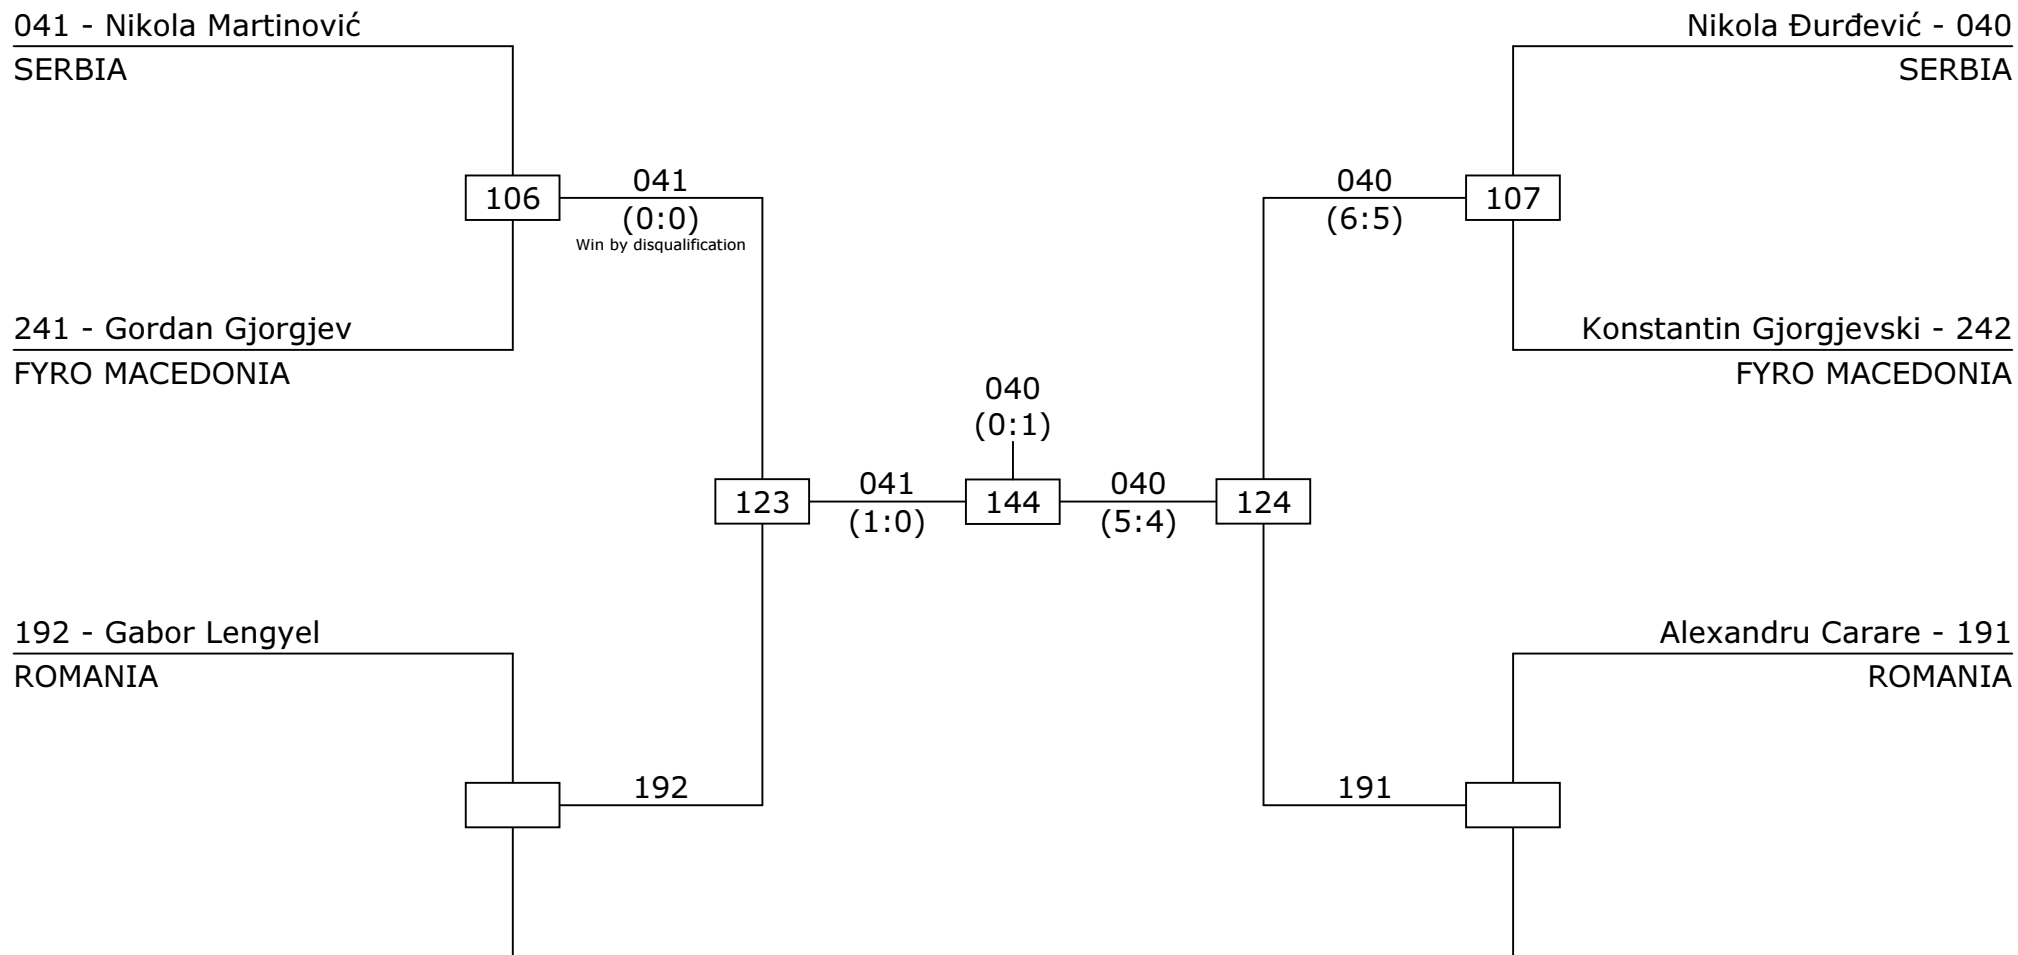 041 - Nikola Martinović
SERBIA
Nikola Đurđević - 040
SERBIA
106
041
(0:0)
Win by disqualification
040
(6:5)
107
241 - Gordan Gjorgjev
FYRO MACEDONIA
Konstantin Gjorgjevski - 242
FYRO MACEDONIA
040
(0:1)
123
041
(1:0)
144
040
(5:4)
124
192 - Gabor Lengyel
ROMANIA
Alexandru Carare - 191
ROMANIA
192
191